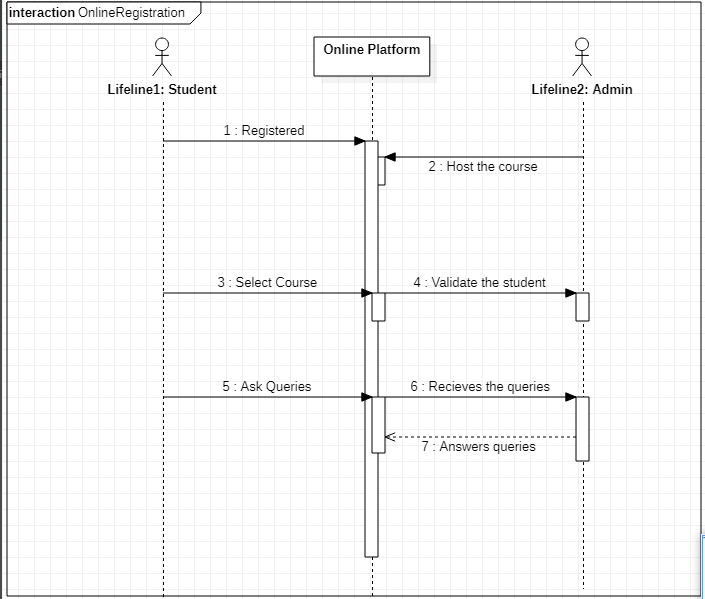 interaction OnlineRegistration
Online Platform
Lifeline1: Student
Lifeline2: Admin
1 : Registered
2 : Host the course
3 : Select Course
4 : Validate the student
5 : Ask Queries
6 : Recieves the queries
7 : Answers queries